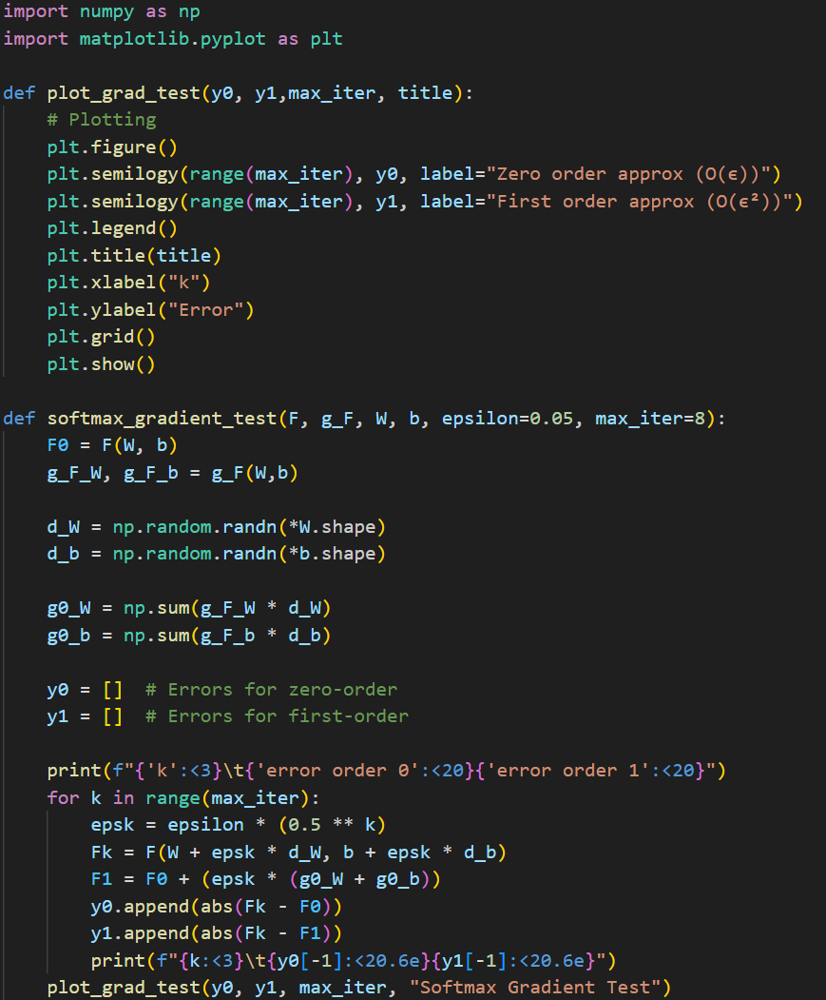 import numpy as np
import matplotlib.pyplot as plt

def plot_grad_test(y0, y1,max_iter, title):
    # Plotting
    plt.figure()
    plt.semilogy(range(max_iter), y0, label="Zero order approx (O(ϵ))")
    plt.semilogy(range(max_iter), y1, label="First order approx (O(ϵ²))")
    plt.legend()
    plt.title(title)
    plt.xlabel("k")
    plt.ylabel("Error")
    plt.grid()
    plt.show()

def softmax_gradient_test(F, g_F, W, b, epsilon=0.05, max_iter=8):
    F0 = F(W, b)
    g_F_W, g_F_b = g_F(W,b)

    d_W = np.random.randn(*W.shape)
    d_b = np.random.randn(*b.shape)

    g0_W = np.sum(g_F_W * d_W)
    g0_b = np.sum(g_F_b * d_b)

    y0 = []  # Errors for zero-order
    y1 = []  # Errors for first-order

    print(f"{'k':<3}\t{'error order 0':<20}{'error order 1':<20}")
    for k in range(max_iter):
        epsk = epsilon * (0.5 ** k)
        Fk = F(W + epsk * d_W, b + epsk * d_b)
        F1 = F0 + (epsk * (g0_W + g0_b))
        y0.append(abs(Fk - F0))
        y1.append(abs(Fk - F1))
        print(f"{k:<3}\t{y0[-1]:<20.6e}{y1[-1]:<20.6e}")
    plot_grad_test(y0, y1, max_iter, "Softmax Gradient Test")